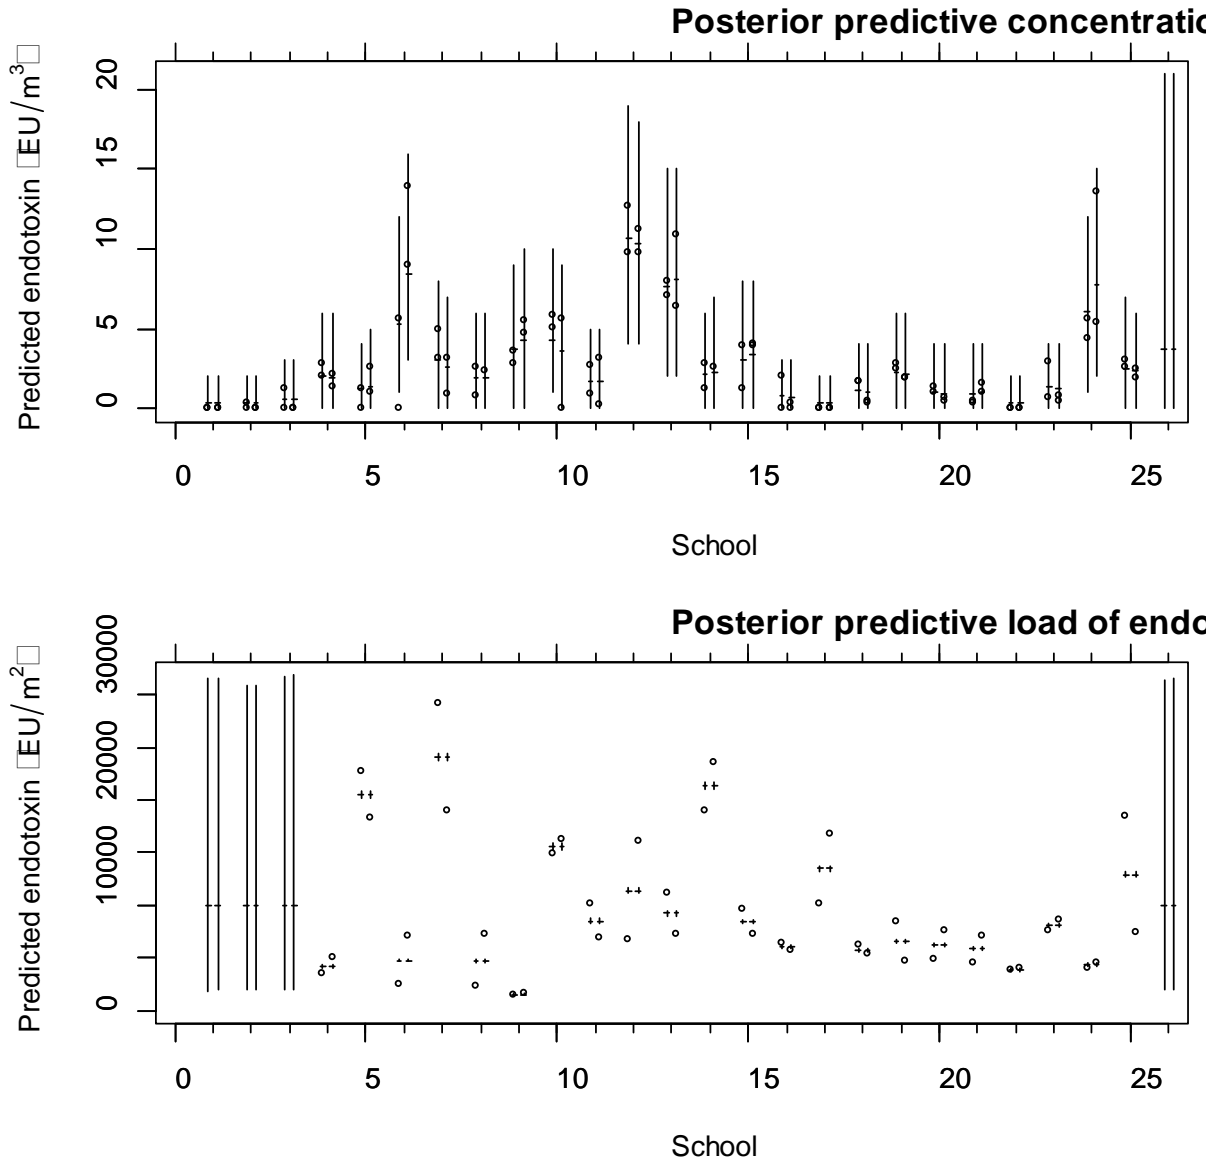 Posterior predictive concentratio
Predicted endotoxin □EU/m³□
20
15
10
5
0
0 5 10 15 20 25
School
Posterior predictive load of endo
Predicted endotoxin □EU/m²□
30000
20000
10000
0
0 5 10 15 20 25
School